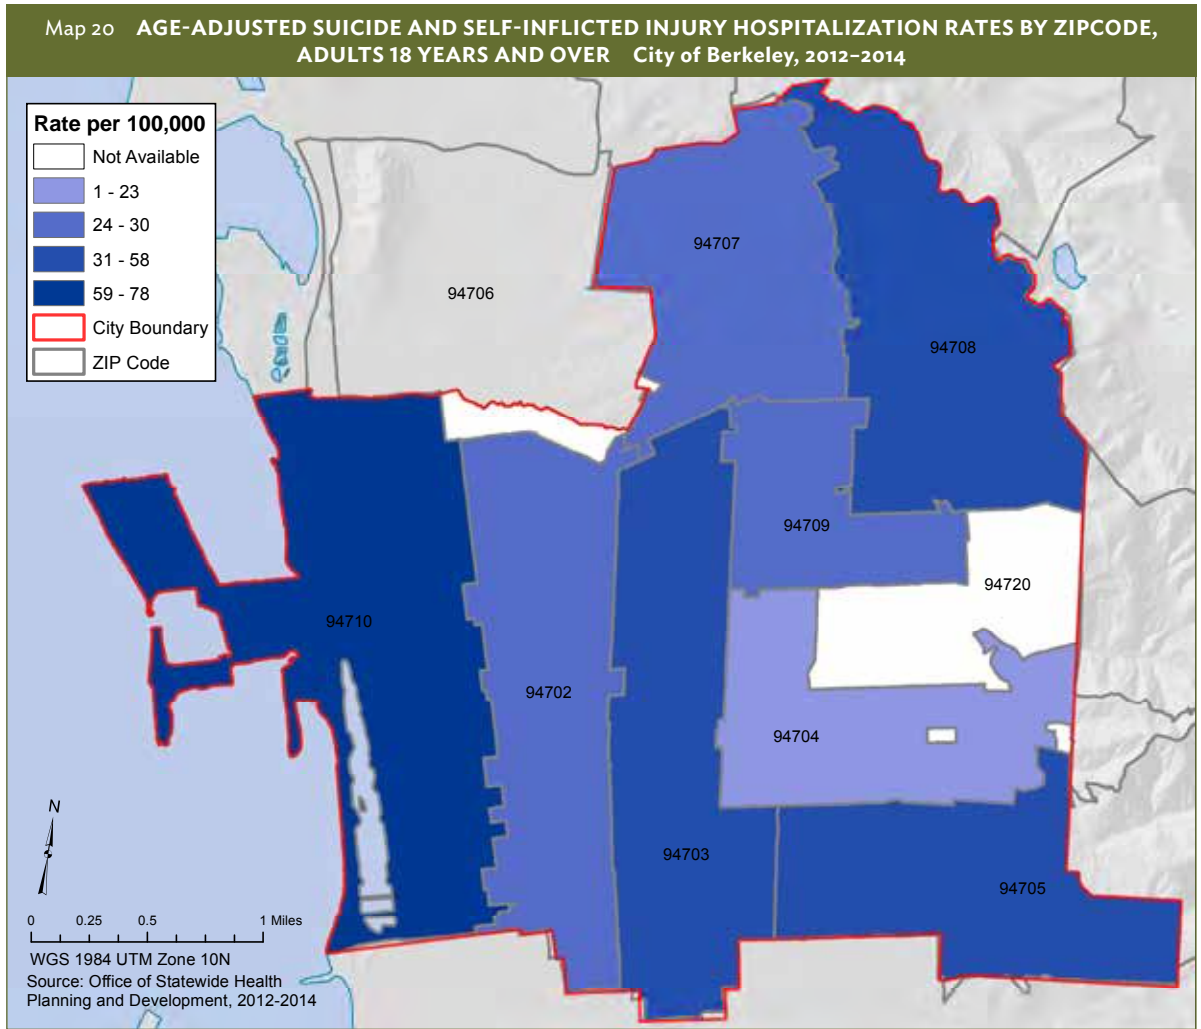 Map 20 AGE-ADJUSTED SUICIDE AND SELF-INFLICTED INJURY HOSPITALIZATION RATES BY ZIPCODE,
ADULTS 18 YEARS AND OVER City of Berkeley, 2012–2014
Rate per 100,000
Not Available
1 - 23
24 - 30
31 - 58
59 - 78
City Boundary
ZIP Code
94707
94706
94708
94709
94720
94710
94702
94704
94703
94705
N
0 0.25 0.5 1 Miles
WGS 1984 UTM Zone 10N
Source: Office of Statewide Health
Planning and Development, 2012-2014